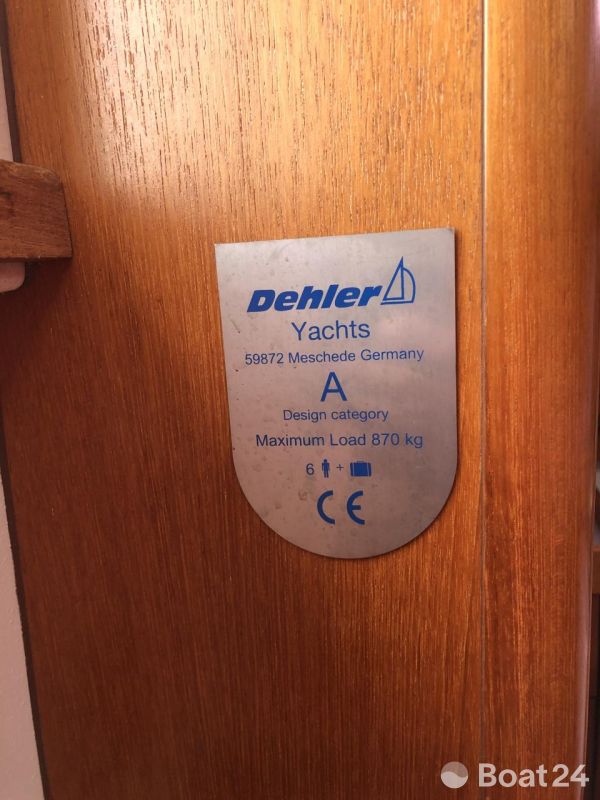 Dehler
Yachts
59872 Meschede Germany
A
Design category
Maximum Load 870 kg
6 +
CE
Boat24